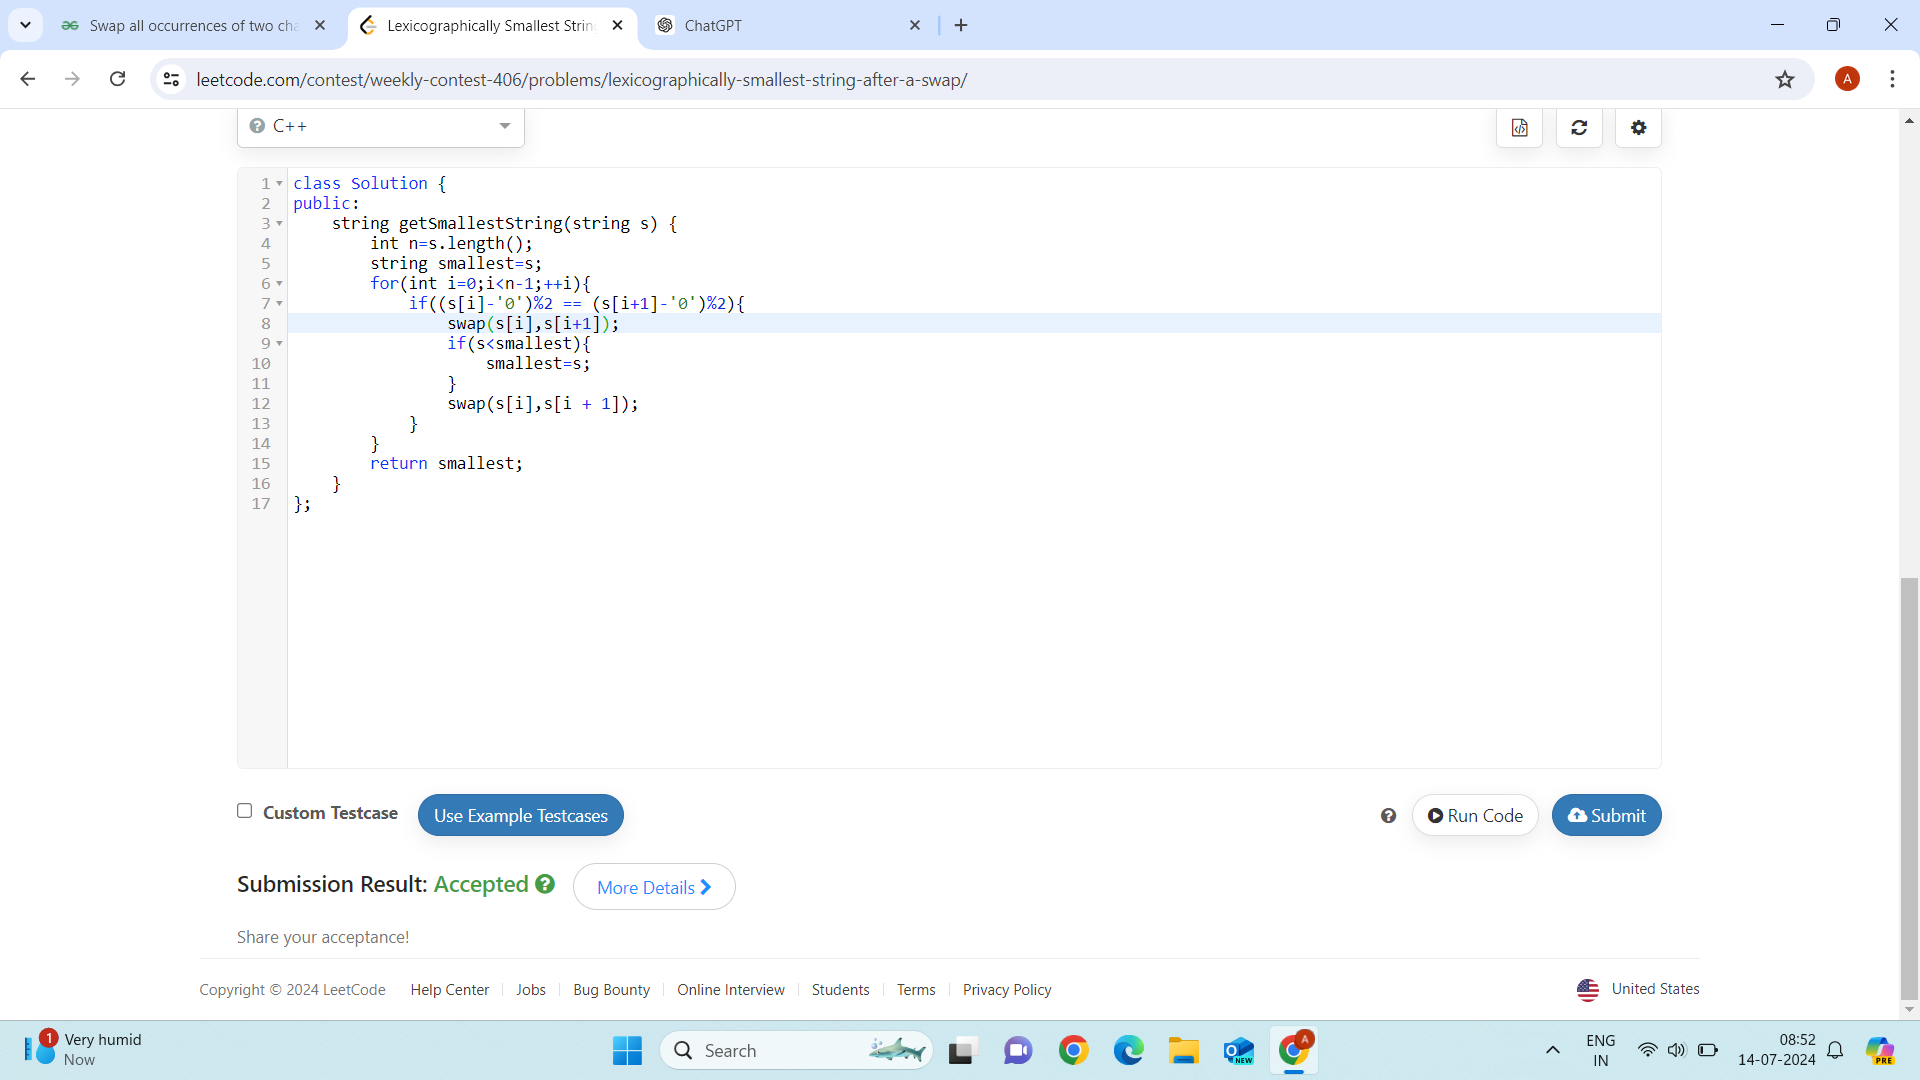 Swap all occurrences of two cha
Lexicographically Smallest Strin
ChatGPT
leetcode.com/contest/weekly-contest-406/problems/lexicographically-smallest-string-after-a-swap/
A
C++
1 class Solution {
2 public:
3     string getSmallestString(string s) {
4         int n=s.length();
5         string smallest=s;
6         for(int i=0;i<n-1;++i){
7             if((s[i]-'0')%2 == (s[i+1]-'0')%2){
8                 swap(s[i],s[i+1]);
9                 if(s<smallest){
10                     smallest=s;
11                 }
12                 swap(s[i],s[i + 1]);
13             }
14         }
15         return smallest;
16     }
17 };
Custom Testcase Use Example Testcases Run Code Submit
Submission Result: Accepted More Details
Share your acceptance!
Copyright © 2024 LeetCode Help Center Jobs Bug Bounty Online Interview Students Terms Privacy Policy United States
1 Very humid
Now
Search
NEW
A
ENG
IN
08:52
14-07-2024
PRE